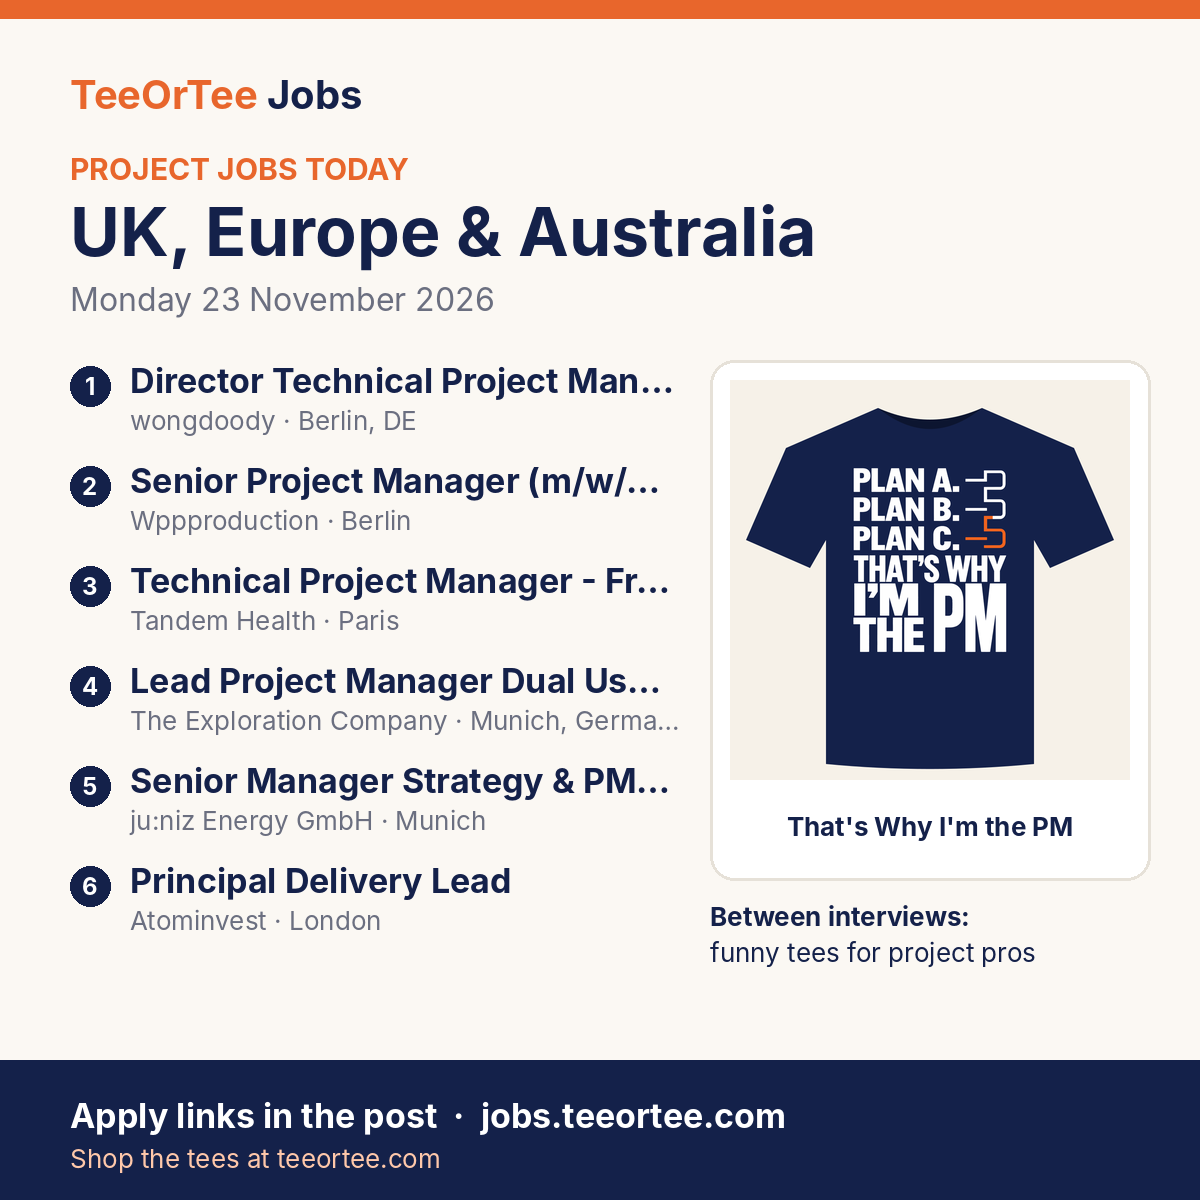 TeeOrTee Jobs
PROJECT JOBS TODAY
UK, Europe & Australia
Monday 23 November 2026
1 Director Technical Project Man...
wongdoody · Berlin, DE
2 Senior Project Manager (m/w/...
Wppproduction · Berlin
3 Technical Project Manager - Fr...
Tandem Health · Paris
4 Lead Project Manager Dual Us...
The Exploration Company · Munich, Germa...
5 Senior Manager Strategy & PM...
ju:niz Energy GmbH · Munich
6 Principal Delivery Lead
Atominvest · London
PLAN A.
PLAN B.
PLAN C.
THAT'S WHY
I'M
THE PM
That's Why I'm the PM
Between interviews:
funny tees for project pros
Apply links in the post · jobs.teeortee.com
Shop the tees at teeortee.com